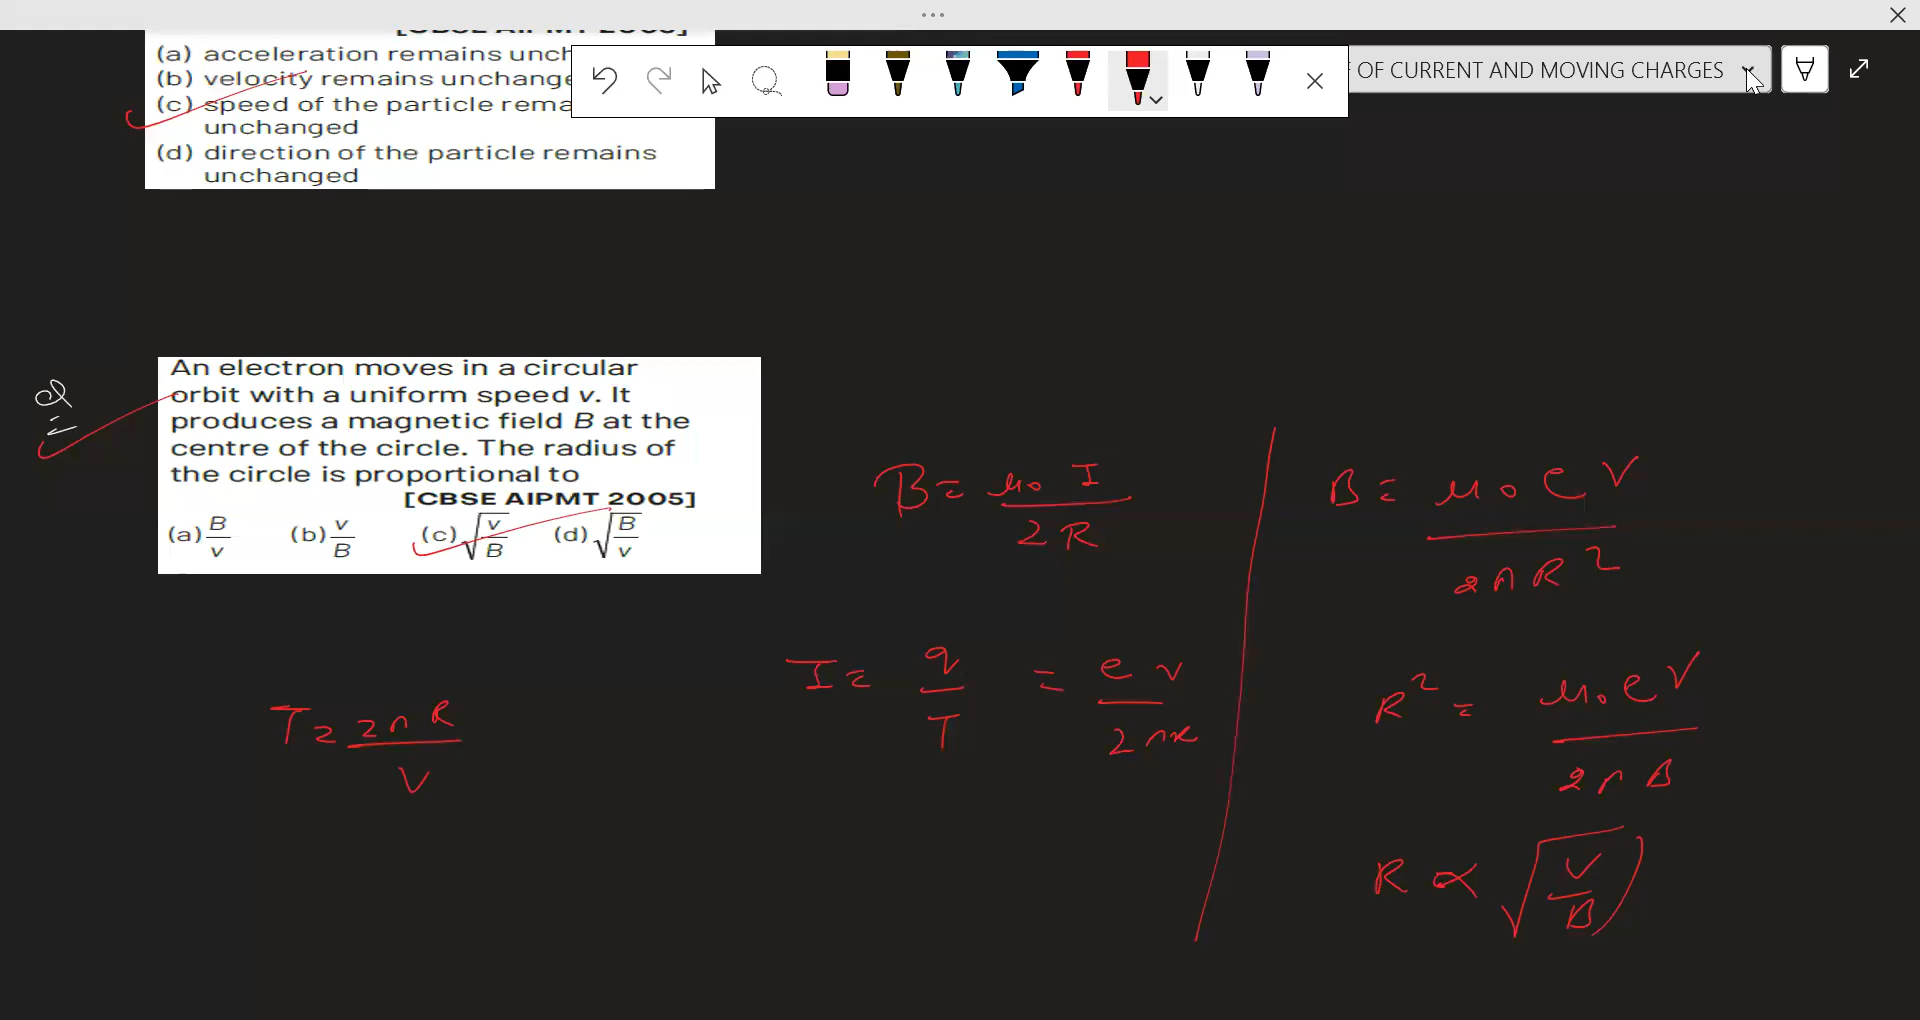 [CBSE AIPMT 2005]
(a) acceleration remains unch
(b) velocity remains unchange
(c) speed of the particle rema
unchanged
(d) direction of the particle remains
unchanged
OF CURRENT AND MOVING CHARGES
Q=
An electron moves in a circular
orbit with a uniform speed v. It
produces a magnetic field B at the
centre of the circle. The radius of
the circle is proportional to
[CBSE AIPMT 2005]
(a) B/v (b) v/B (c) √(v/B) (d) √(B/v)
T = 2πR/V
B = μ₀I/2R
I = q/T = ev/2πR
B = μ₀eV/2πR²
R² = μ₀eV/2πB
R ∝ √(V/B)